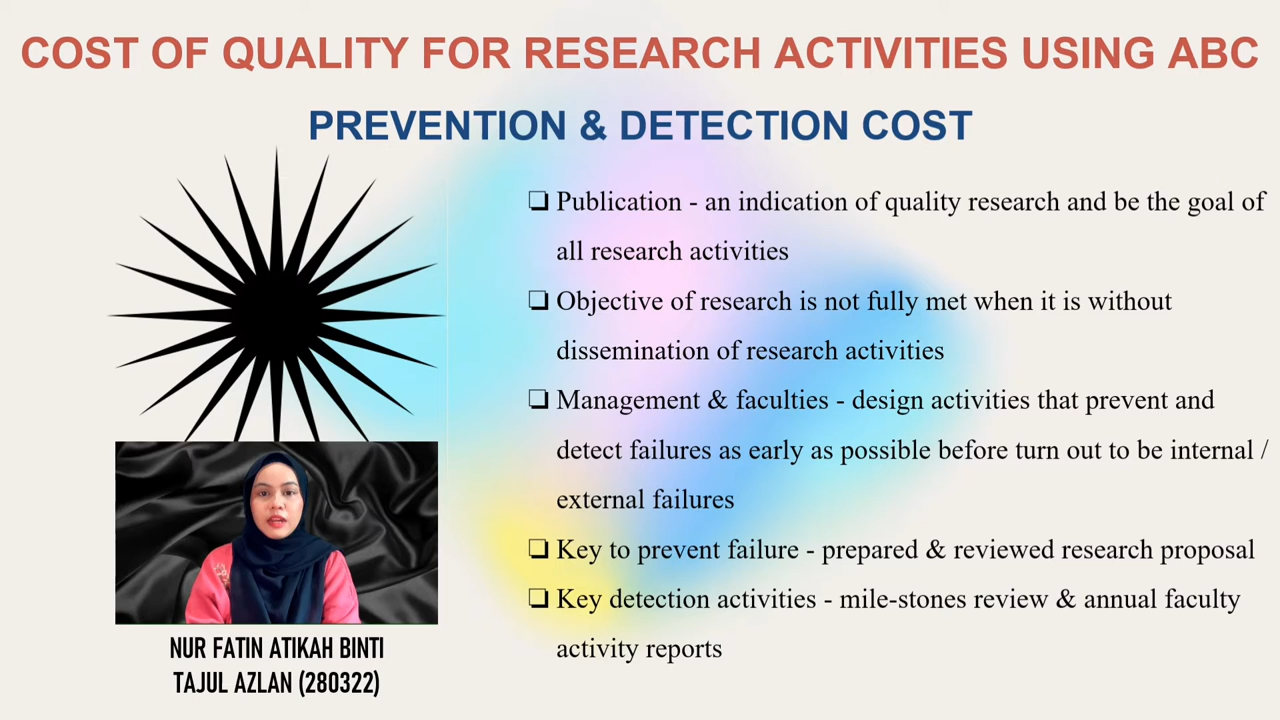 COST OF QUALITY FOR RESEARCH ACTIVITIES USING ABC
PREVENTION & DETECTION COST
❑ Publication - an indication of quality research and be the goal of
all research activities
❑ Objective of research is not fully met when it is without
dissemination of research activities
❑ Management & faculties - design activities that prevent and
detect failures as early as possible before turn out to be internal /
external failures
❑ Key to prevent failure - prepared & reviewed research proposal
❑ Key detection activities - mile-stones review & annual faculty
activity reports
NUR FATIN ATIKAH BINTI
TAJUL AZLAN (280322)